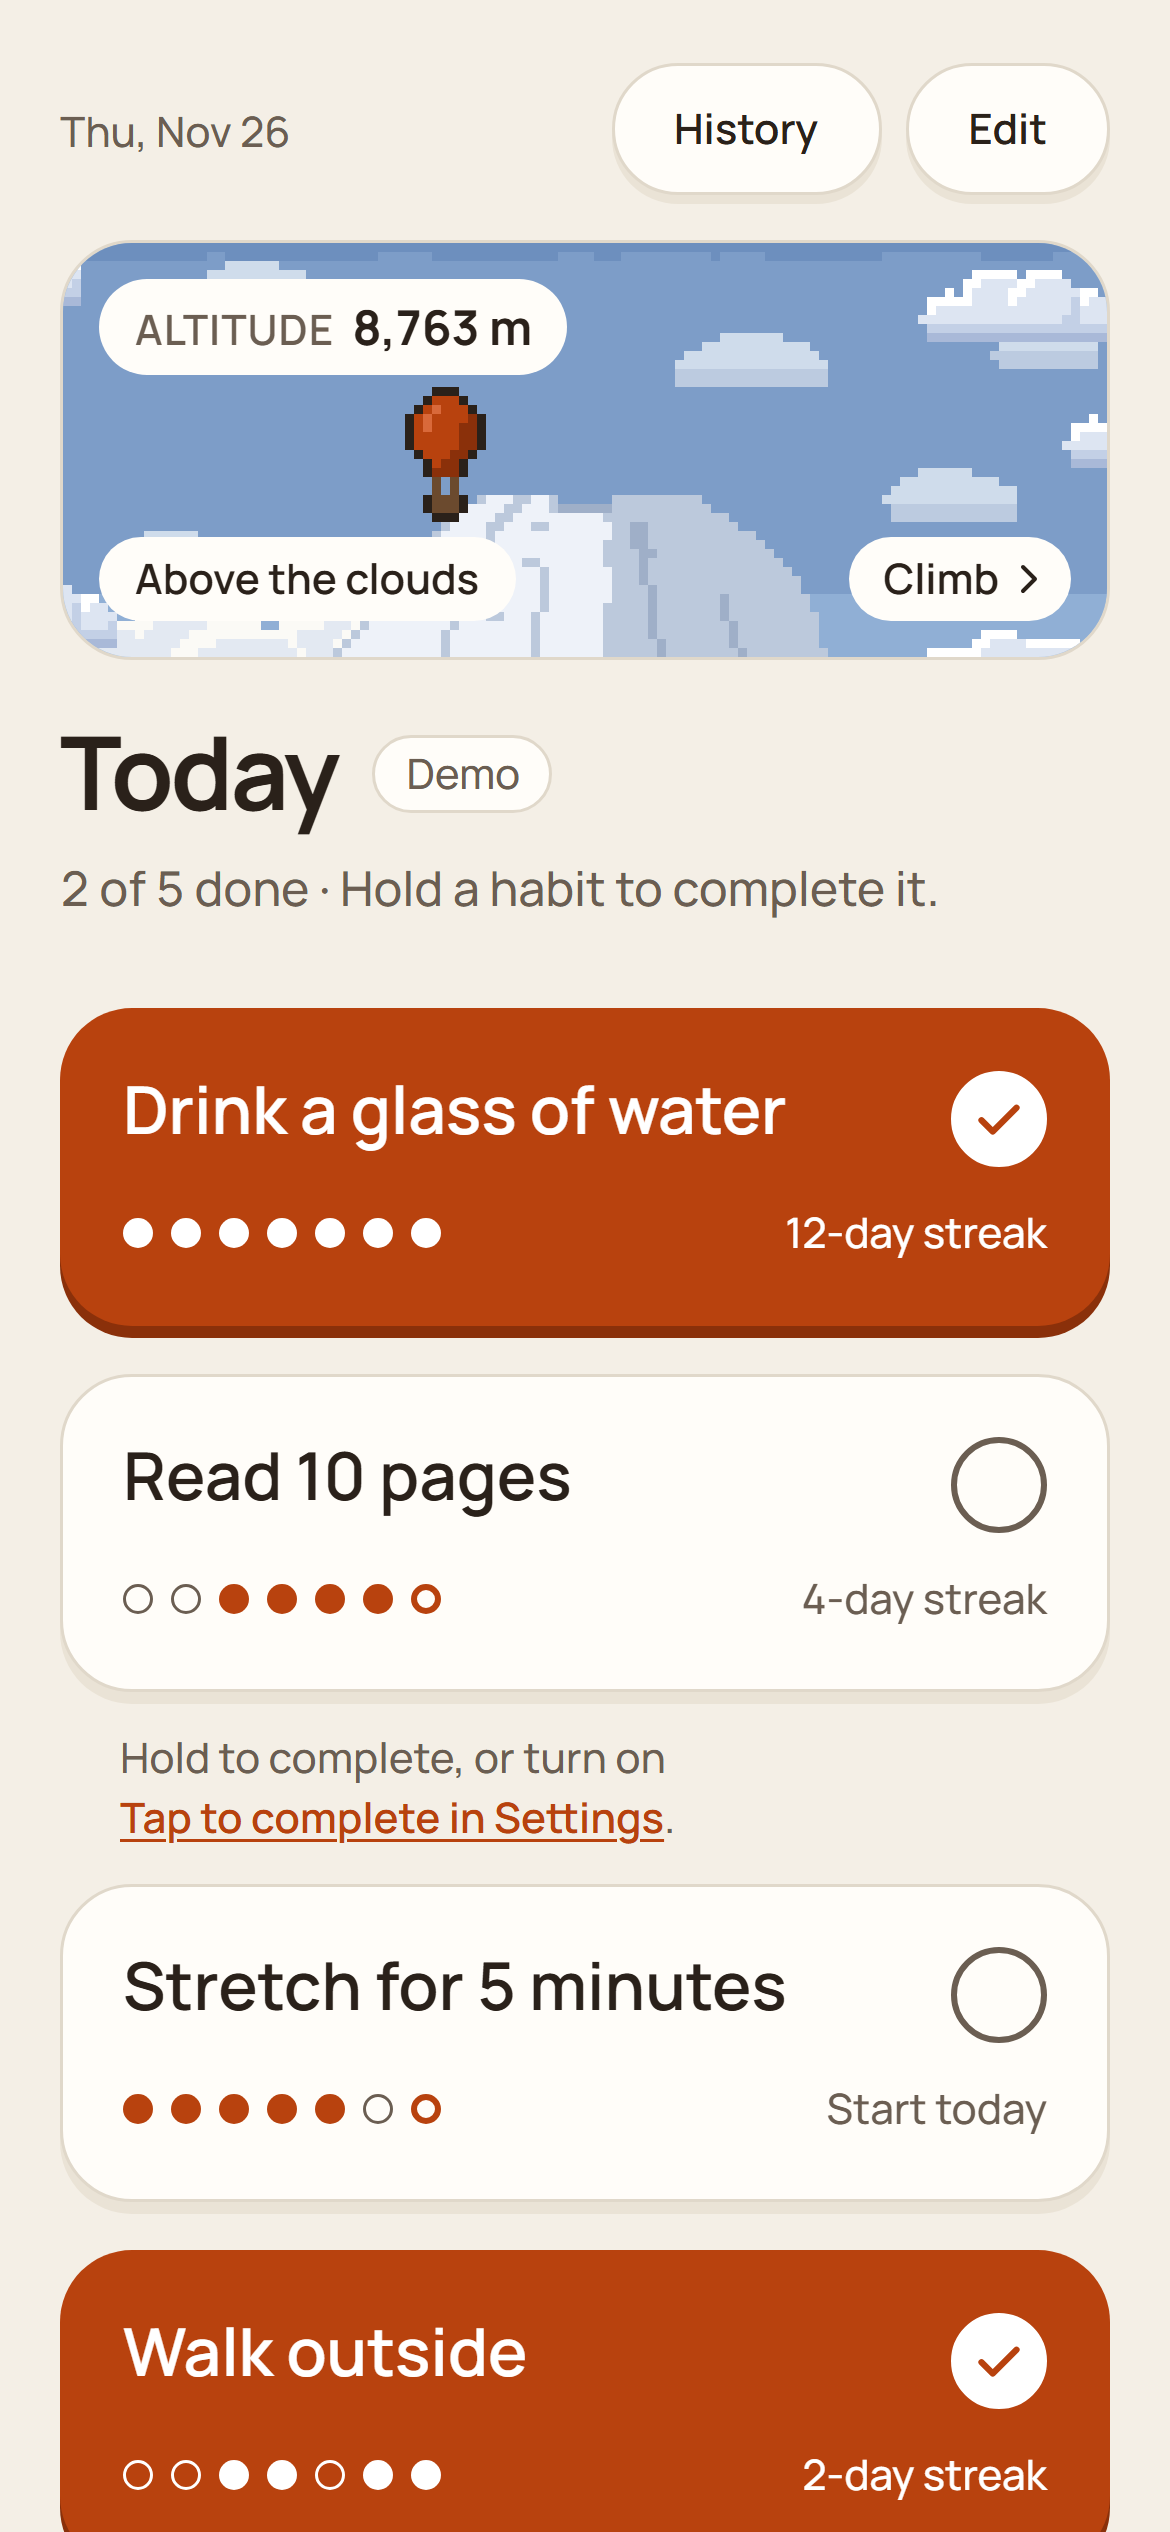 Thu, Nov 26
History
Edit
ALTITUDE 8,763 m
Above the clouds
Climb
Today
Demo
2 of 5 done · Hold a habit to complete it.
Drink a glass of water
12-day streak
Read 10 pages
4-day streak
Hold to complete, or turn on
Tap to complete in Settings.
Stretch for 5 minutes
Start today
Walk outside
2-day streak